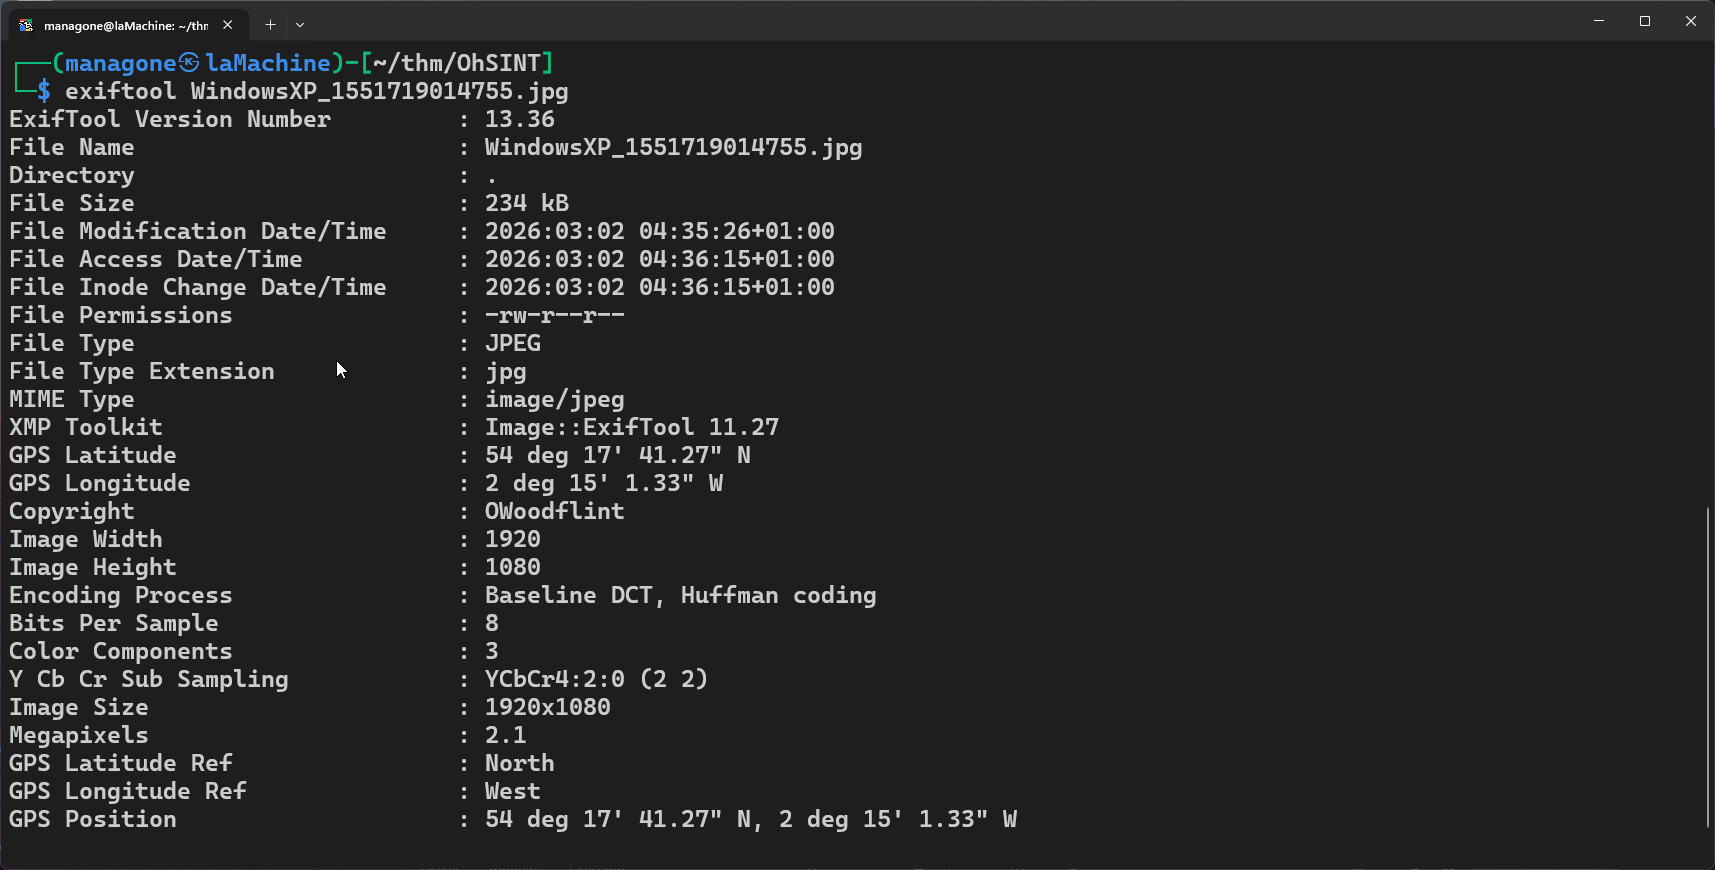 managone@laMachine: ~/thm
(managone㉿laMachine)-[~/thm/OhSINT]
$ exiftool WindowsXP_1551719014755.jpg
ExifTool Version Number : 13.36
File Name : WindowsXP_1551719014755.jpg
Directory : .
File Size : 234 kB
File Modification Date/Time : 2026:03:02 04:35:26+01:00
File Access Date/Time : 2026:03:02 04:36:15+01:00
File Inode Change Date/Time : 2026:03:02 04:36:15+01:00
File Permissions : -rw-r--r--
File Type : JPEG
File Type Extension : jpg
MIME Type : image/jpeg
XMP Toolkit : Image::ExifTool 11.27
GPS Latitude : 54 deg 17' 41.27" N
GPS Longitude : 2 deg 15' 1.33" W
Copyright : OWoodflint
Image Width : 1920
Image Height : 1080
Encoding Process : Baseline DCT, Huffman coding
Bits Per Sample : 8
Color Components : 3
Y Cb Cr Sub Sampling : YCbCr4:2:0 (2 2)
Image Size : 1920x1080
Megapixels : 2.1
GPS Latitude Ref : North
GPS Longitude Ref : West
GPS Position : 54 deg 17' 41.27" N, 2 deg 15' 1.33" W